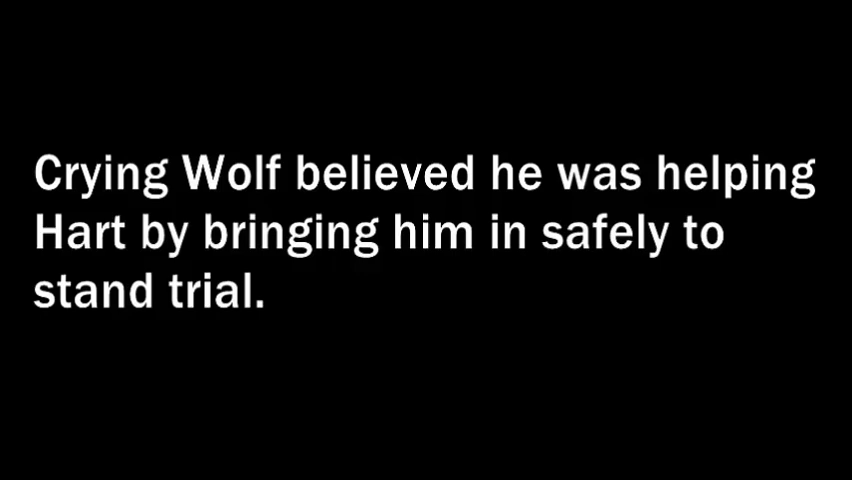 Crying Wolf believed he was helping
Hart by bringing him in safely to
stand trial.